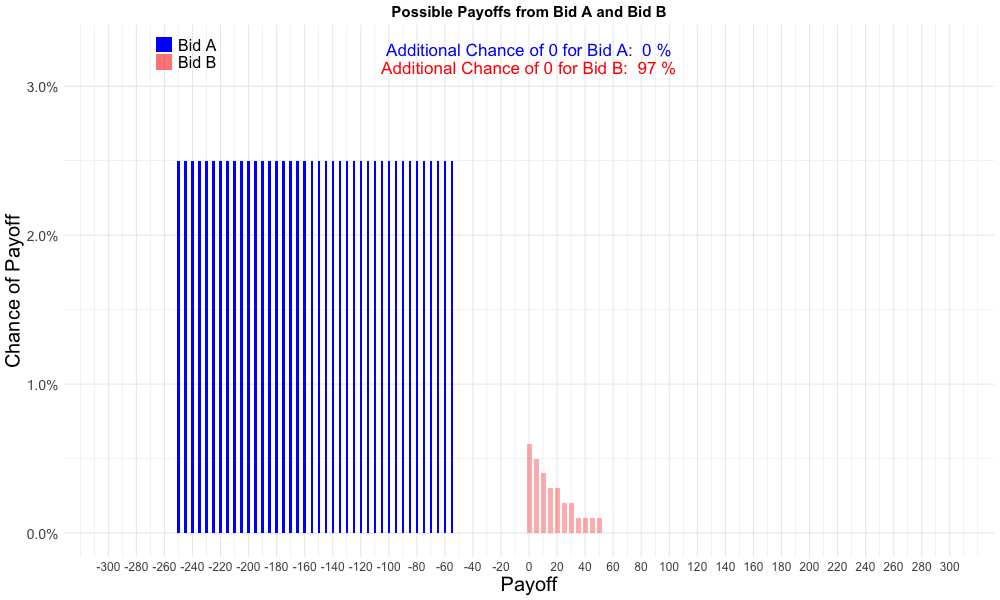 Possible Payoffs from Bid A and Bid B
Bid A
Bid B
Additional Chance of 0 for Bid A:  0 %
Additional Chance of 0 for Bid B:  97 %
Chance of Payoff
3.0%
2.0%
1.0%
0.0%
-300 -280 -260 -240 -220 -200 -180 -160 -140 -120 -100 -80 -60 -40 -20 0 20 40 60 80 100 120 140 160 180 200 220 240 260 280 300
Payoff